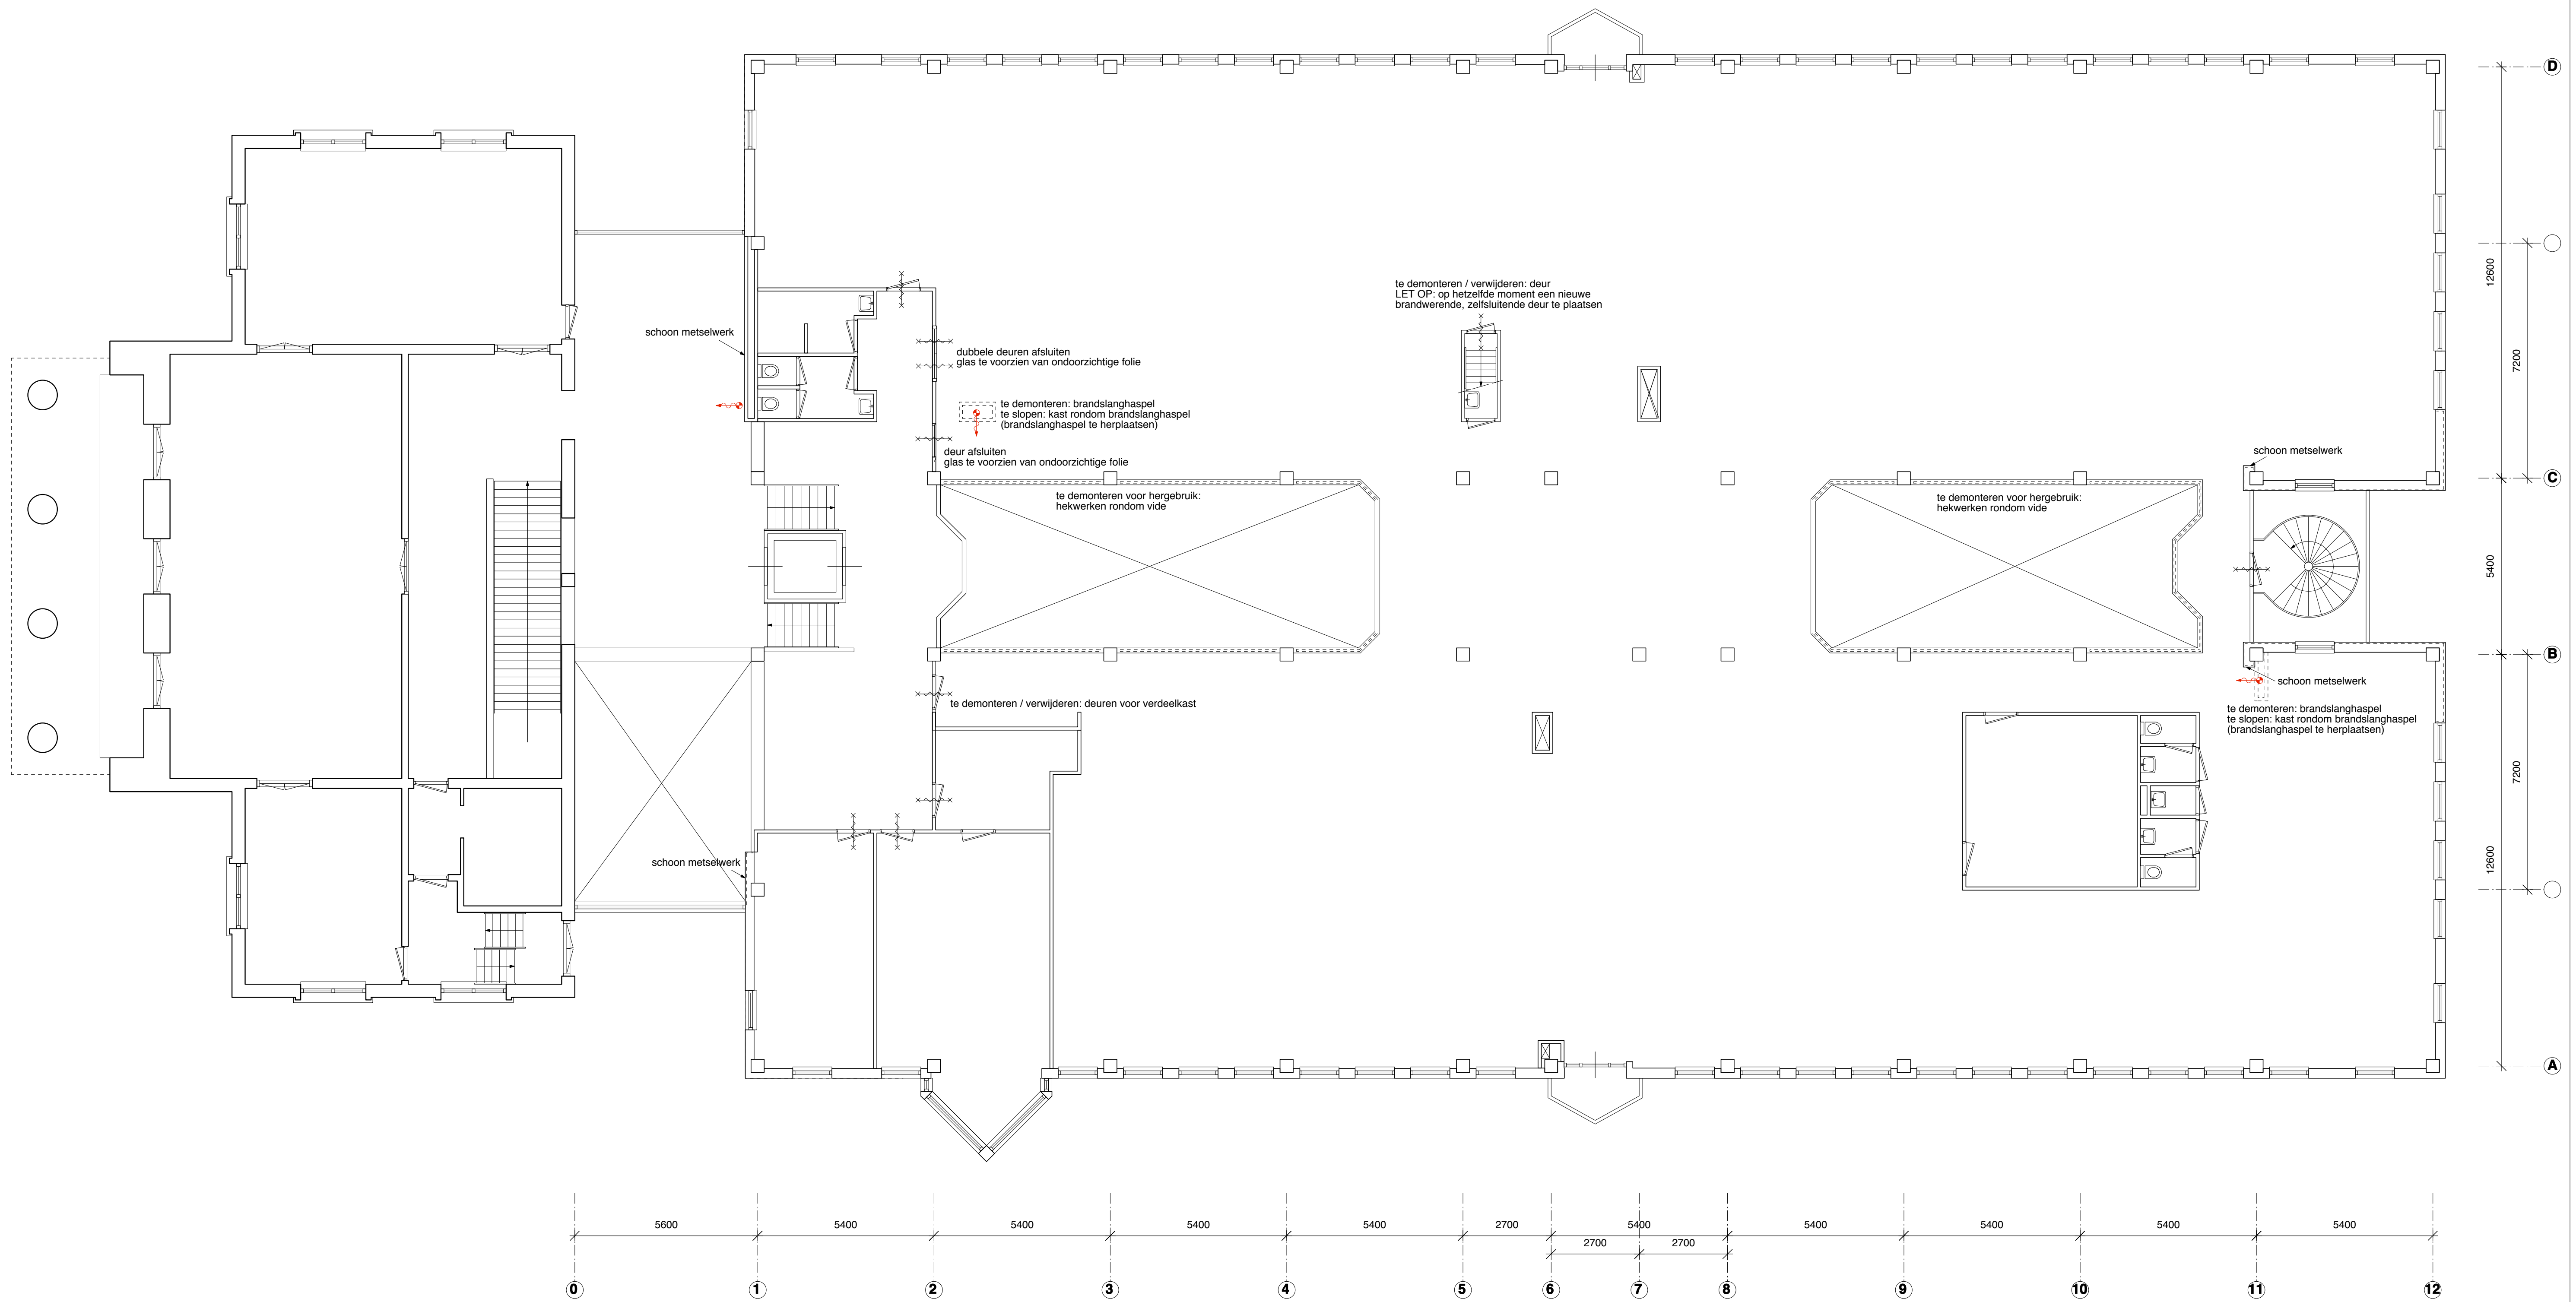 D
12600
te demonteren / verwijderen: deur
LET OP: op hetzelfde moment een nieuwe
brandwerende, zelfsluitende deur te plaatsen
schoon metselwerk
dubbele deuren afsluiten
glas te voorzien van ondoorzichtige folie
7200
te demonteren: brandslanghaspel
te slopen: kast rondom brandslanghaspel
(brandslanghaspel te herplaatsen)
deur afsluiten
glas te voorzien van ondoorzichtige folie
schoon metselwerk
C
te demonteren voor hergebruik:
hekwerken rondom vide
te demonteren voor hergebruik:
hekwerken rondom vide
5400
B
schoon metselwerk
te demonteren / verwijderen: deuren voor verdeelkast
te demonteren: brandslanghaspel
te slopen: kast rondom brandslanghaspel
(brandslanghaspel te herplaatsen)
7200
schoon metselwerk
12600
A
5600
5400
5400
5400
5400
2700
5400
5400
5400
5400
5400
2700
2700
0
1
2
3
4
5
6
7
8
9
10
11
12